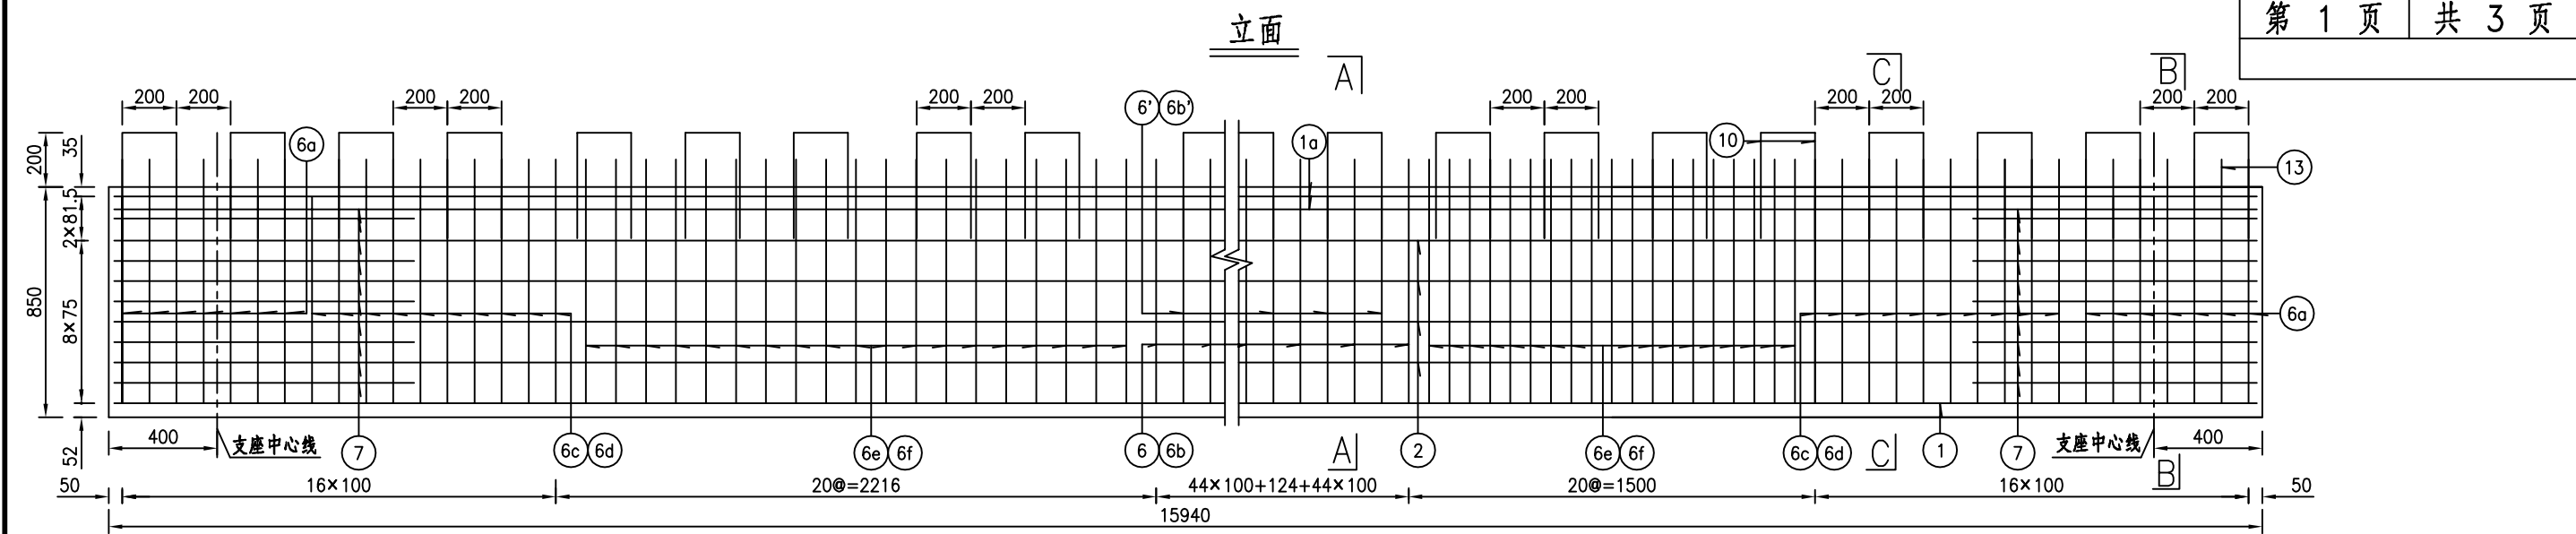 立面
第 1 页 共 3 页
A C B
200 200 200 200 200 200 200 200 200 200 200 200
6' 6b'
6a 1a 10 13
200 35
2×81.5
850 8×75
6a
52
400 支座中心线 7 6c 6d 6e 6f 6 6b A 2 6e 6f 6c 6d C 1 7 支座中心线 400
B
50 16×100 20@=2216 44×100+124+44×100 20@=1500 16×100 50
15940